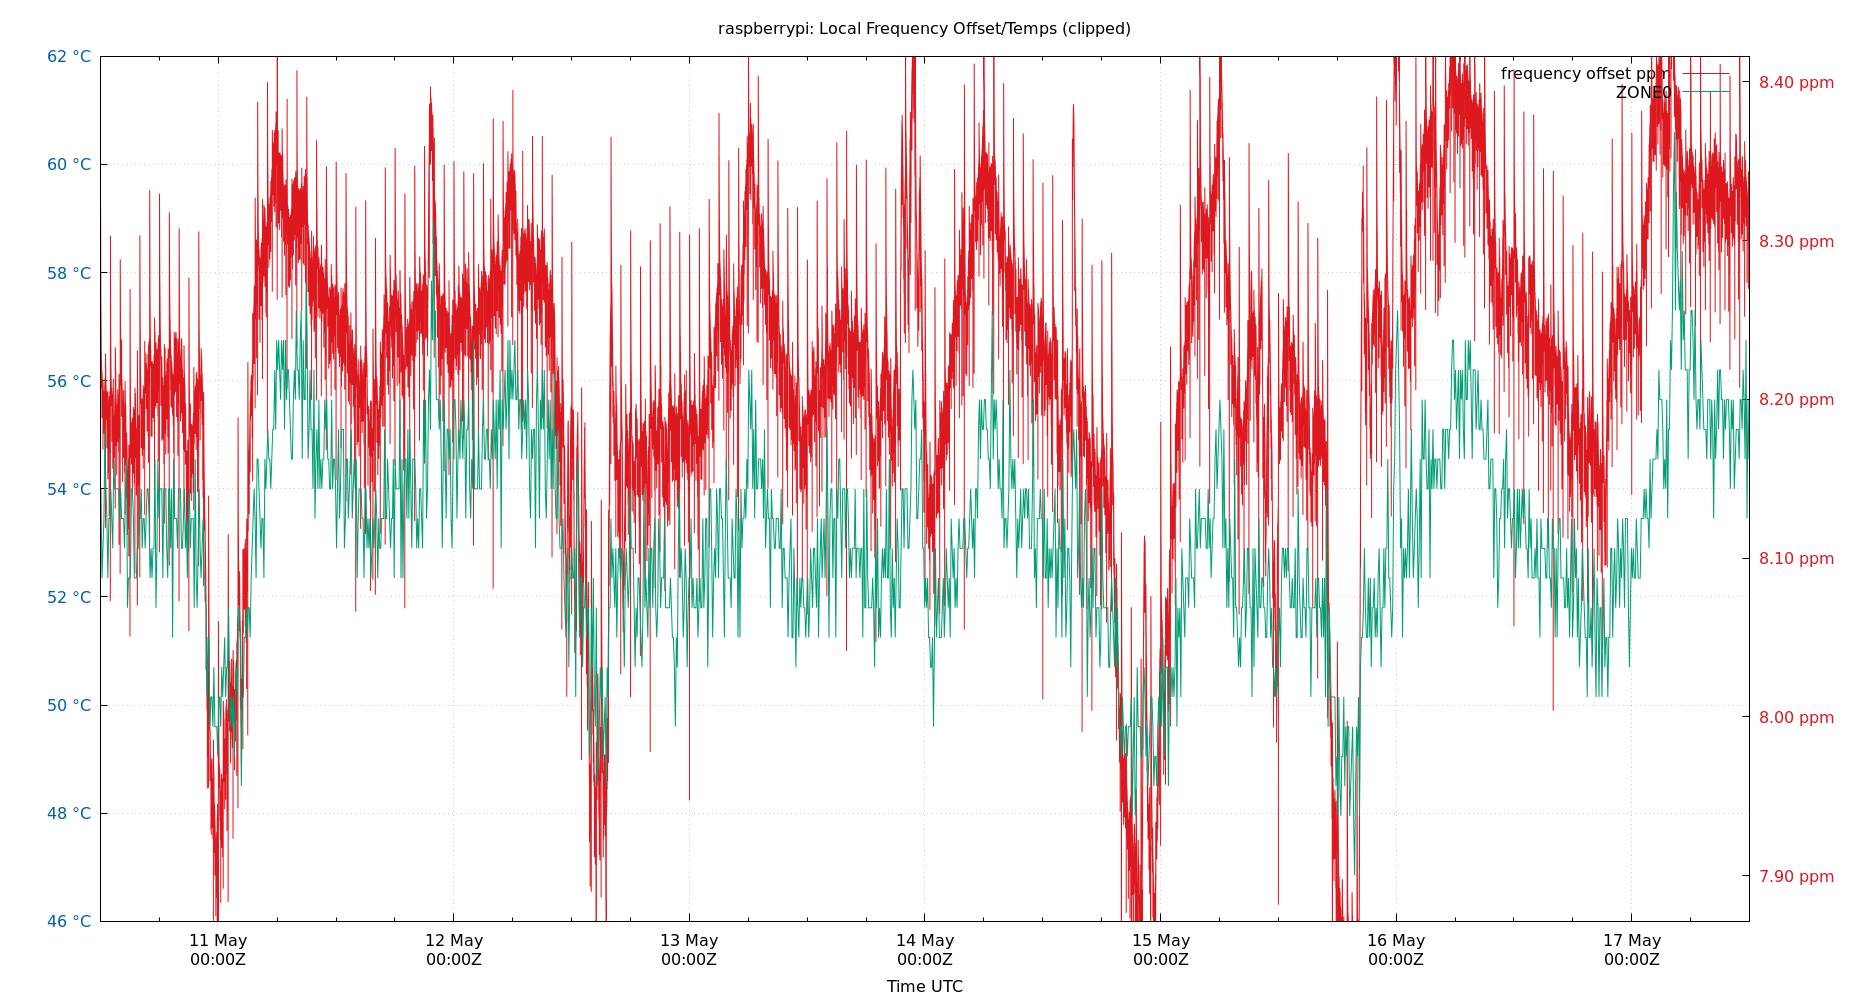 raspberrypi: Local Frequency Offset/Temps (clipped)
62 °C
60 °C
58 °C
56 °C
54 °C
52 °C
50 °C
48 °C
46 °C
frequency offset ppm
ZONE0
8.40 ppm
8.30 ppm
8.20 ppm
8.10 ppm
8.00 ppm
7.90 ppm
11 May
00:00Z
12 May
00:00Z
13 May
00:00Z
14 May
00:00Z
15 May
00:00Z
16 May
00:00Z
17 May
00:00Z
Time UTC